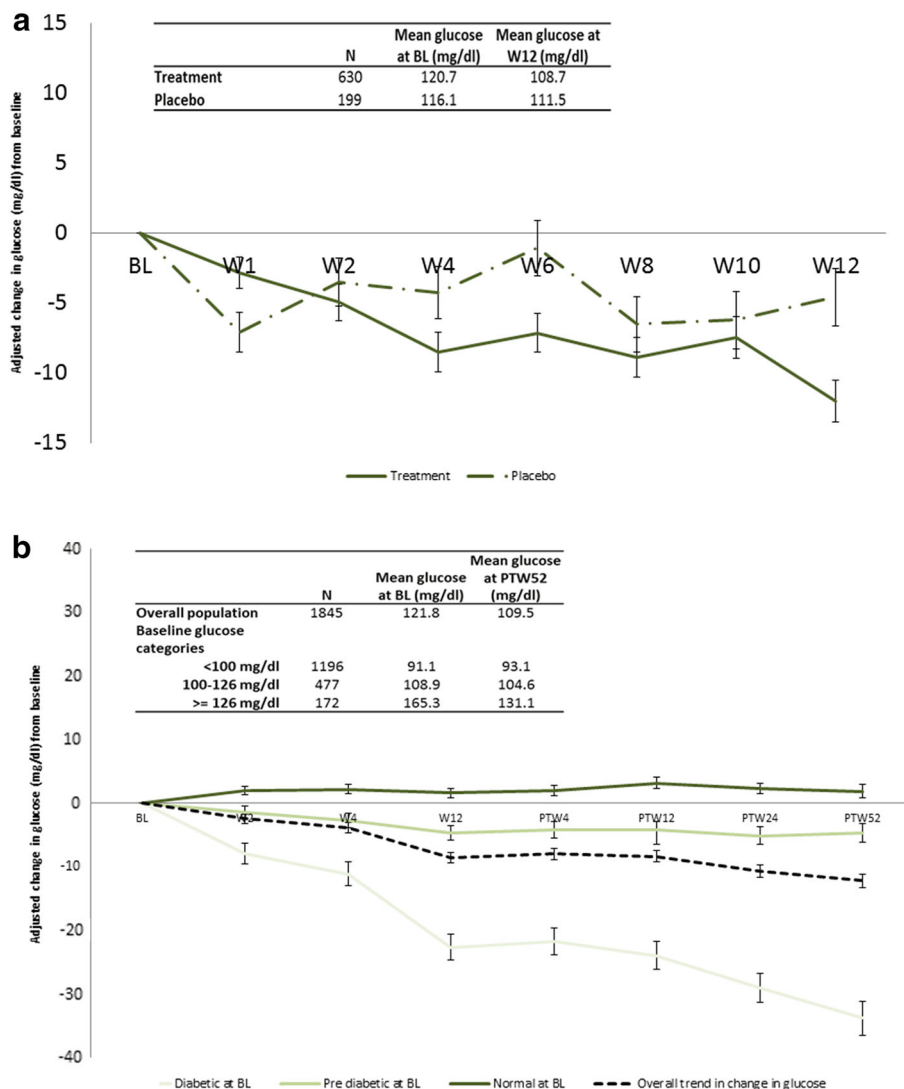 a
15
10
5
0
-5
-10
-15
Adjusted change in glucose (mg/dl) from baseline
N Mean glucose at BL (mg/dl) Mean glucose at W12 (mg/dl)
Treatment 630 120.7 108.7
Placebo 199 116.1 111.5
BL W1 W2 W4 W6 W8 W10 W12
Treatment Placebo
b
40
30
20
10
0
-10
-20
-30
-40
Adjusted change in glucose (mg/dl) from baseline
N Mean glucose at BL (mg/dl) Mean glucose at PTW52 (mg/dl)
Overall population 1845 121.8 109.5
Baseline glucose
categories
<100 mg/dl 1196 91.1 93.1
100-126 mg/dl 477 108.9 104.6
>= 126 mg/dl 172 165.3 131.1
BL W4 W12 PTW4 PTW12 PTW24 PTW52
Diabetic at BL Pre diabetic at BL Normal at BL Overall trend in change in glucose